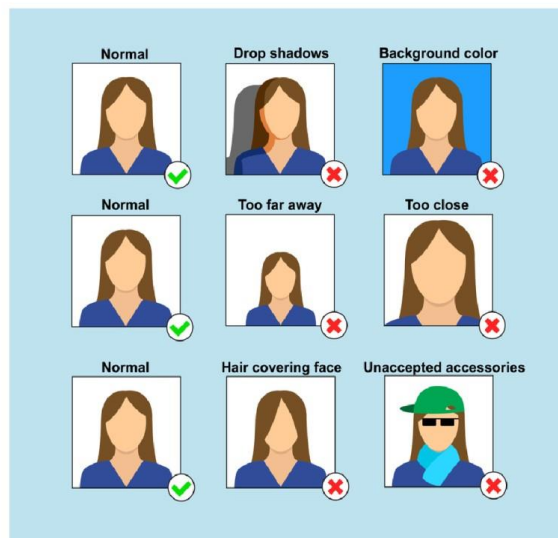 Normal
Drop shadows
Background color
Normal
Too far away
Too close
Normal
Hair covering face
Unaccepted accessories